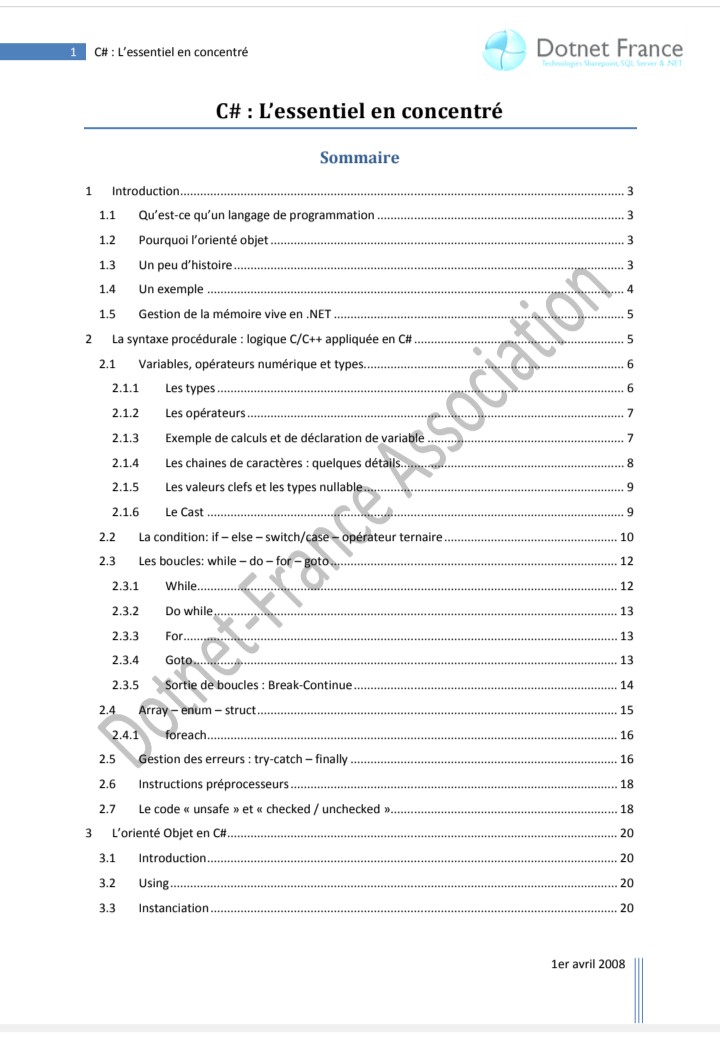 1 C# : L’essentiel en concentré
Dotnet France
Technologies Sharepoint, SQL Server & .NET
C# : L’essentiel en concentré
Sommaire
1 Introduction 3
1.1 Qu’est-ce qu’un langage de programmation 3
1.2 Pourquoi l’orienté objet 3
1.3 Un peu d’histoire 3
1.4 Un exemple 4
1.5 Gestion de la mémoire vive en .NET 5
2 La syntaxe procédurale : logique C/C++ appliquée en C# 5
2.1 Variables, opérateurs numérique et types 6
2.1.1 Les types 6
2.1.2 Les opérateurs 7
2.1.3 Exemple de calculs et de déclaration de variable 7
2.1.4 Les chaines de caractères : quelques détails 8
2.1.5 Les valeurs clefs et les types nullable 9
2.1.6 Le Cast 9
2.2 La condition: if – else – switch/case – opérateur ternaire 10
2.3 Les boucles: while – do – for – goto 12
2.3.1 While 12
2.3.2 Do while 13
2.3.3 For 13
2.3.4 Goto 13
2.3.5 Sortie de boucles : Break-Continue 14
2.4 Array – enum – struct 15
2.4.1 foreach 16
2.5 Gestion des erreurs : try-catch – finally 16
2.6 Instructions préprocesseurs 18
2.7 Le code « unsafe » et « checked / unchecked » 18
3 L’orienté Objet en C# 20
3.1 Introduction 20
3.2 Using 20
3.3 Instanciation 20
Dotnet-France Association
1er avril 2008